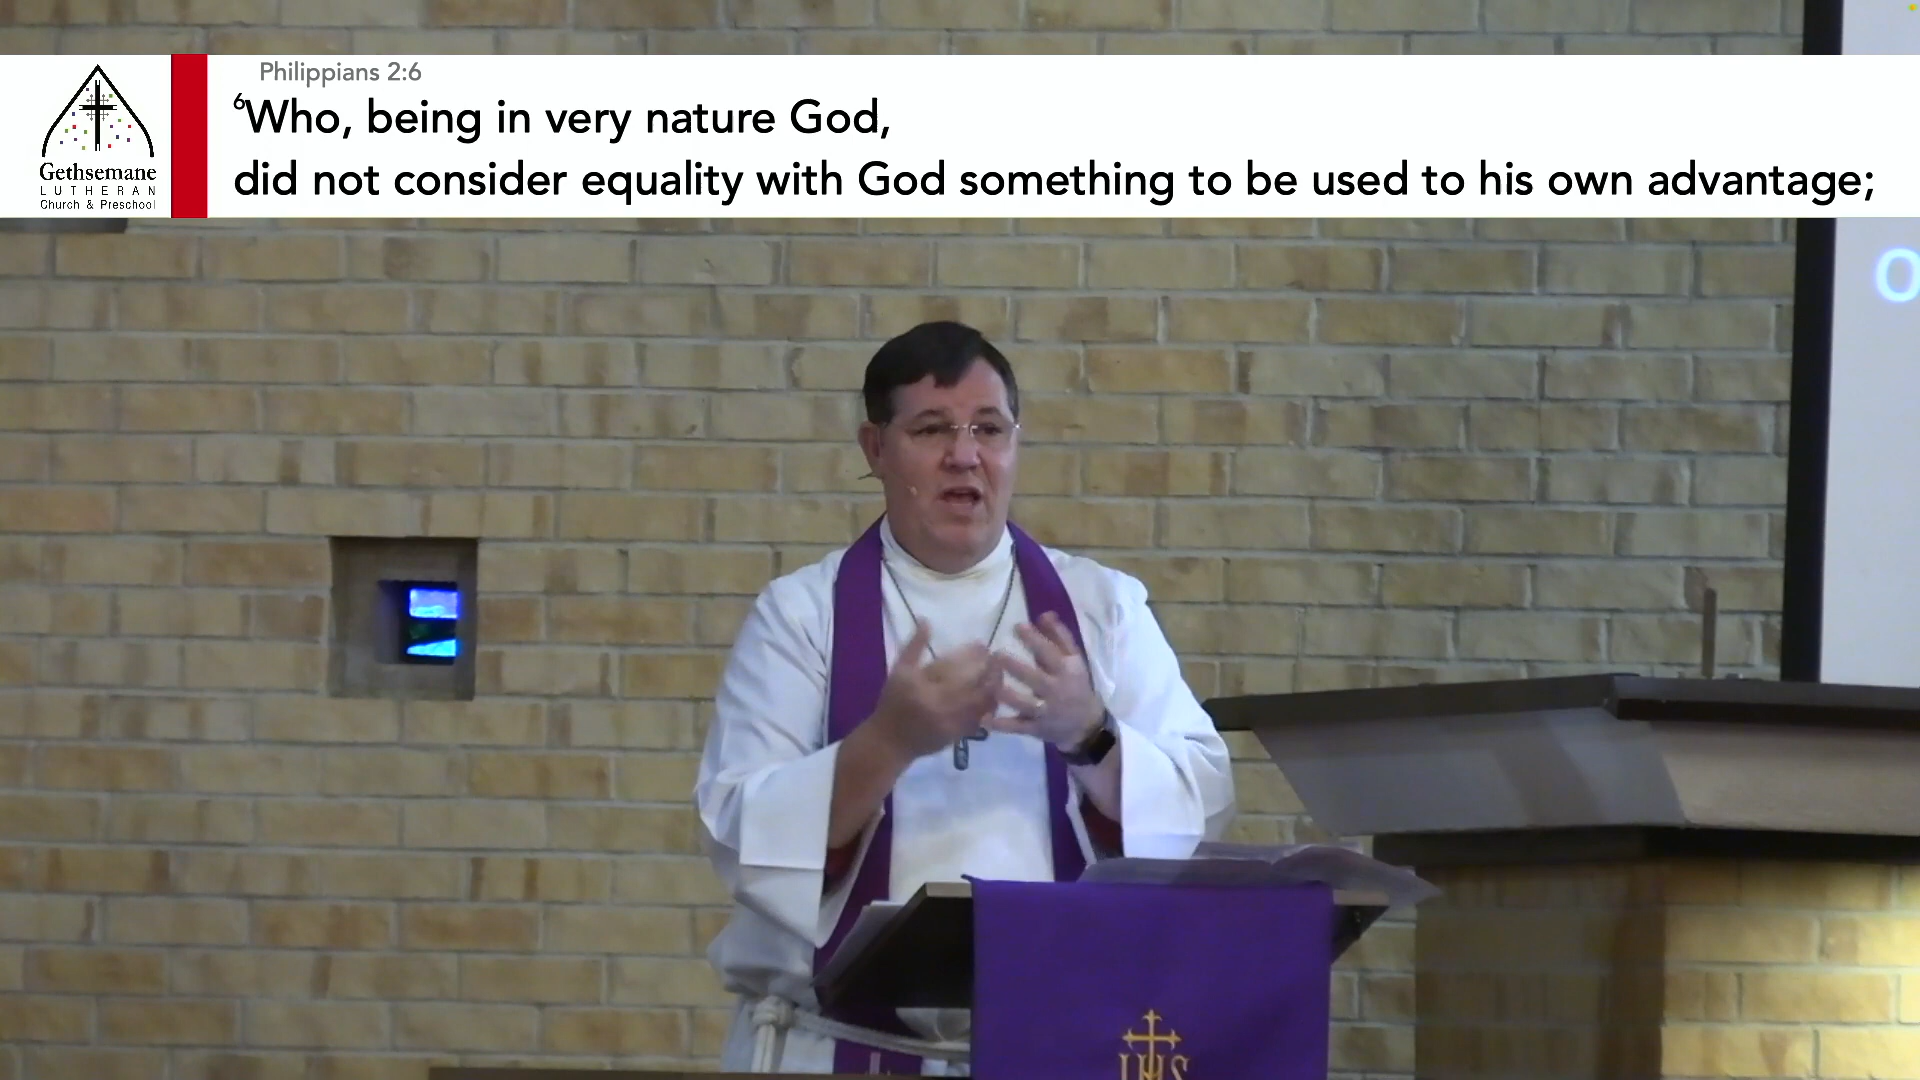 Philippians 2:6
⁶Who, being in very nature God,
did not consider equality with God something to be used to his own advantage;
Gethsemane
LUTHERAN
Church & Preschool
O
IHS